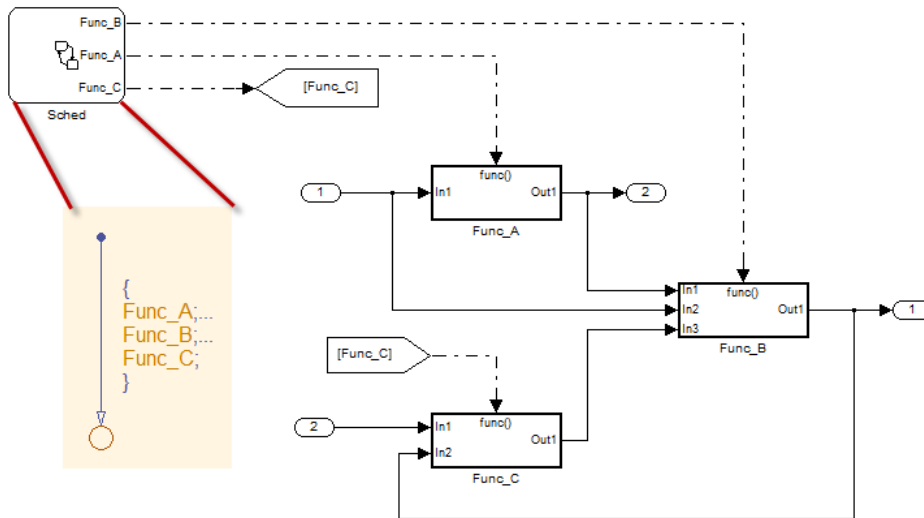 Func_B
Func_A
Func_C
Sched
[Func_C]
{
Func_A;...
Func_B;...
Func_C;
}
1
func()
In1
Out1
Func_A
2
func()
In1
In2
In3
Out1
Func_B
1
[Func_C]
2
func()
In1
In2
Out1
Func_C